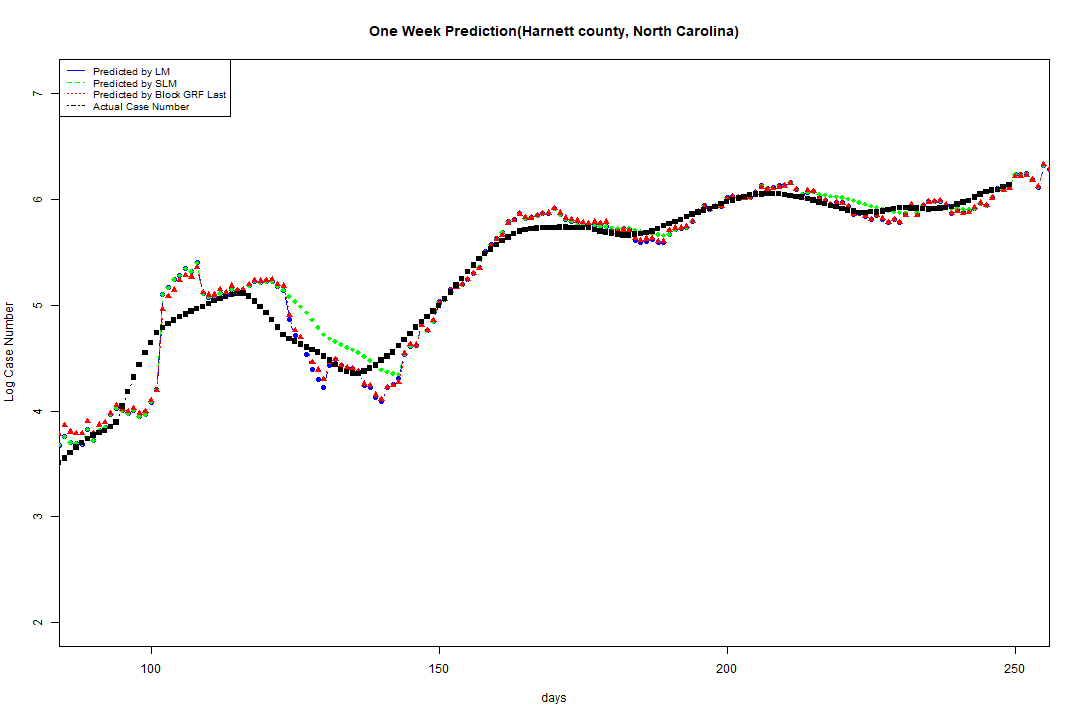 One Week Prediction(Harnett county, North Carolina)
Predicted by LM
Predicted by SLM
Predicted by Block GRF Last
Actual Case Number
7
6
5
4
3
2
Log Case Number
100 150 200 250
days